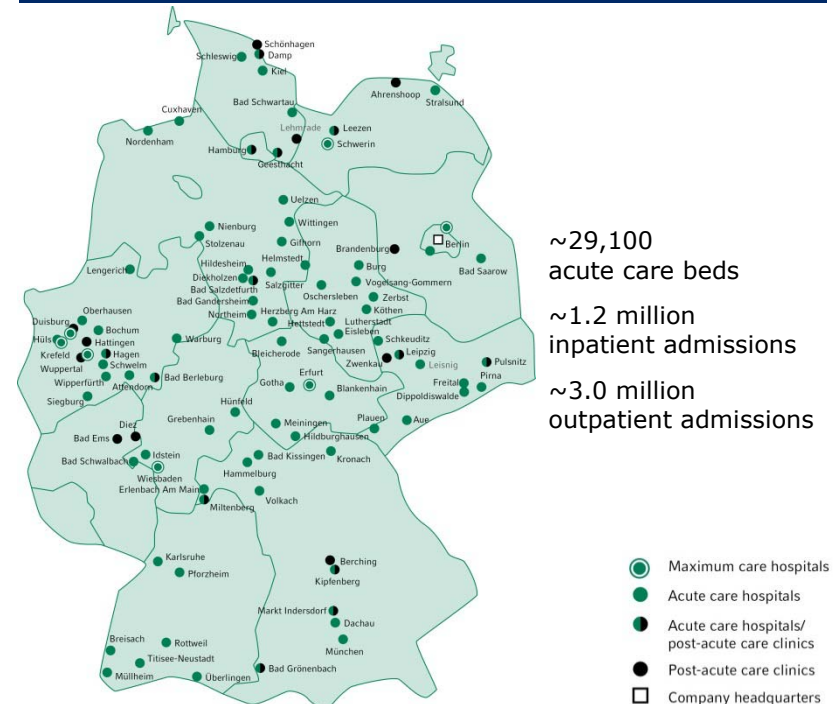 Schönhagen
Schleswig
Damp
Kiel
Ahrenshoop
Stralsund
Bad Schwartau
Cuxhaven
Nordenham
Lehmrade
Leezen
Hamburg
Geesthacht
Schwerin
Uelzen
Nienburg
Wittingen
Stolzenau
Gifhorn
Brandenburg
Berlin
Lengerich
Hildesheim
Helmstedt
Burg
Bad Saarow
Diekholzen
Salzgitter
Vogelsang-Gommern
Bad Salzdetfurth
Oschersleben
Zerbst
Oberhausen
Bad Gandersheim
Herzberg Am Harz
Köthen
Duisburg
Bochum
Northeim
Hettstedt
Lutherstadt
Eisleben
Hüls
Hattingen
Warburg
Schkeuditz
Krefeld
Hagen
Bleicherode
Sangerhausen
Leipzig
Wuppertal
Schwelm
Zwenkau
Leisnig
Pulsnitz
Wipperfürth
Attendorn
Bad Berleburg
Gotha
Erfurt
Freital
Pirna
Siegburg
Blankenhain
Dippoldiswalde
Hünfeld
Diez
Grebenhain
Meiningen
Plauen
Aue
Bad Ems
Hildburghausen
Idstein
Bad Kissingen
Kronach
Bad Schwalbach
Hammelburg
Wiesbaden
Erlenbach Am Main
Volkach
Miltenberg
Karlsruhe
Berching
Pforzheim
Kipfenberg
Markt Indersdorf
Dachau
Breisach
Rottweil
München
Titisee-Neustadt
Müllheim
Überlingen
Bad Grönenbach
~29,100
acute care beds
~1.2 million
inpatient admissions
~3.0 million
outpatient admissions
Maximum care hospitals
Acute care hospitals
Acute care hospitals/
post-acute care clinics
Post-acute care clinics
Company headquarters